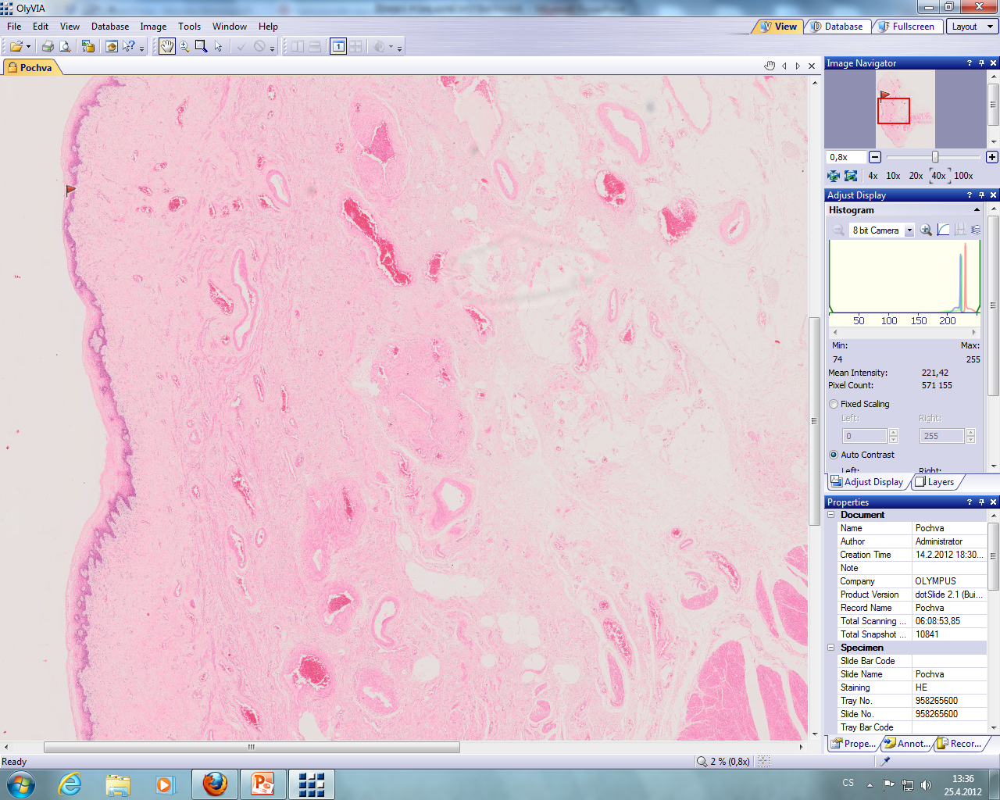 OlyVIA
File Edit View Database Image Tools Window Help
View Database Fullscreen Layout
1
Pochva
Image Navigator
0,8x
4x 10x 20x 40x 100x
Adjust Display
Histogram
8 bit Camera
50 100 150 200
Min: Max:
74 255
Mean Intensity: 221,42
Pixel Count: 571 155
Fixed Scaling
Left: Right:
0 255
Auto Contrast
Left: Right:
Adjust Display Layers
Properties
Document
Name Pochva
Author Administrator
Creation Time 14.2.2012 18:30...
Note
Company OLYMPUS
Product Version dotSlide 2.1 (Bui...
Record Name Pochva
Total Scanning ... 06:08:53,85
Total Snapshot ... 10841
Specimen
Slide Bar Code
Slide Name Pochva
Staining HE
Tray No. 958265600
Slide No. 958265600
Tray Bar Code
Prope... Annot... Recor...
Ready
2 % (0,8x)
CS
13:36
25.4.2012